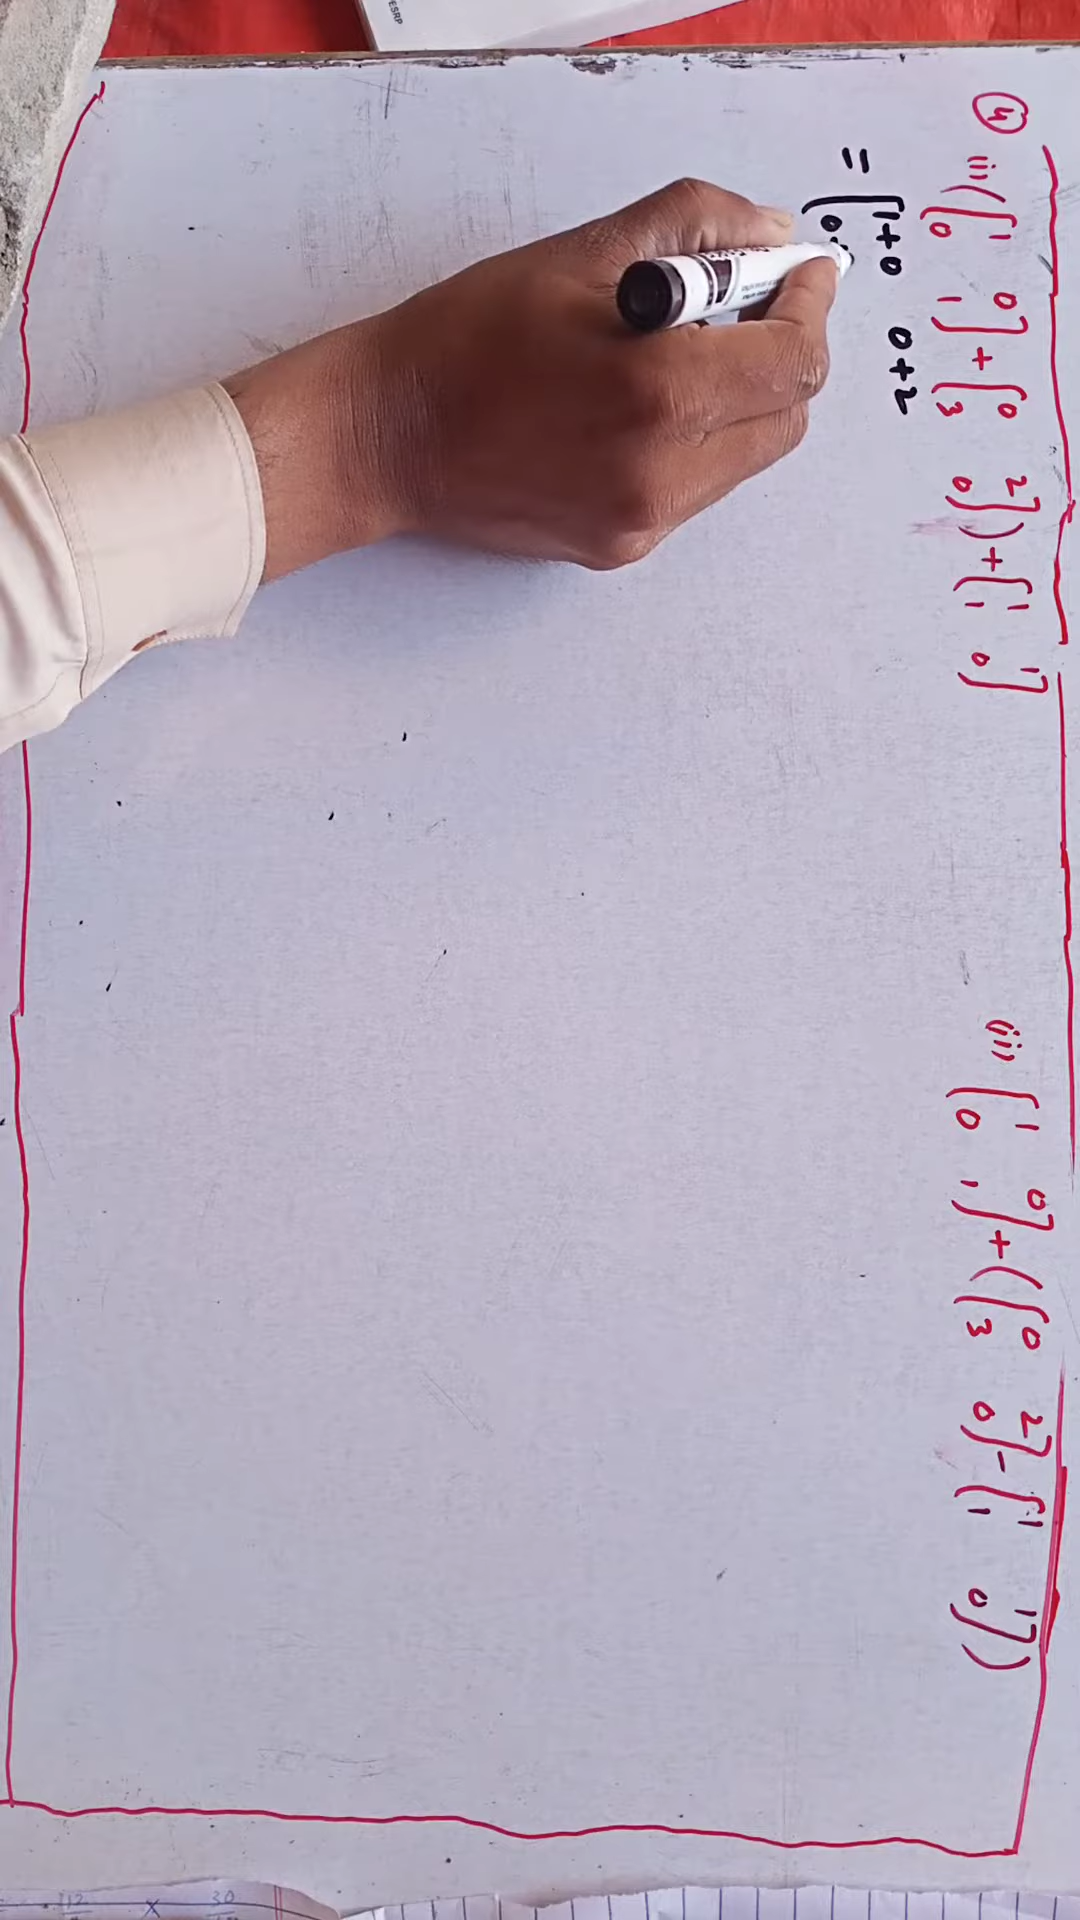 ④
ii) ([1 0
0 1] + [0 2
3 0]) + [1 1
1 0]
= [1+0 0+2
0+
iii) [1 0
0 1] + ([0 2
3 0] - [1 1
1 0])
ESRP